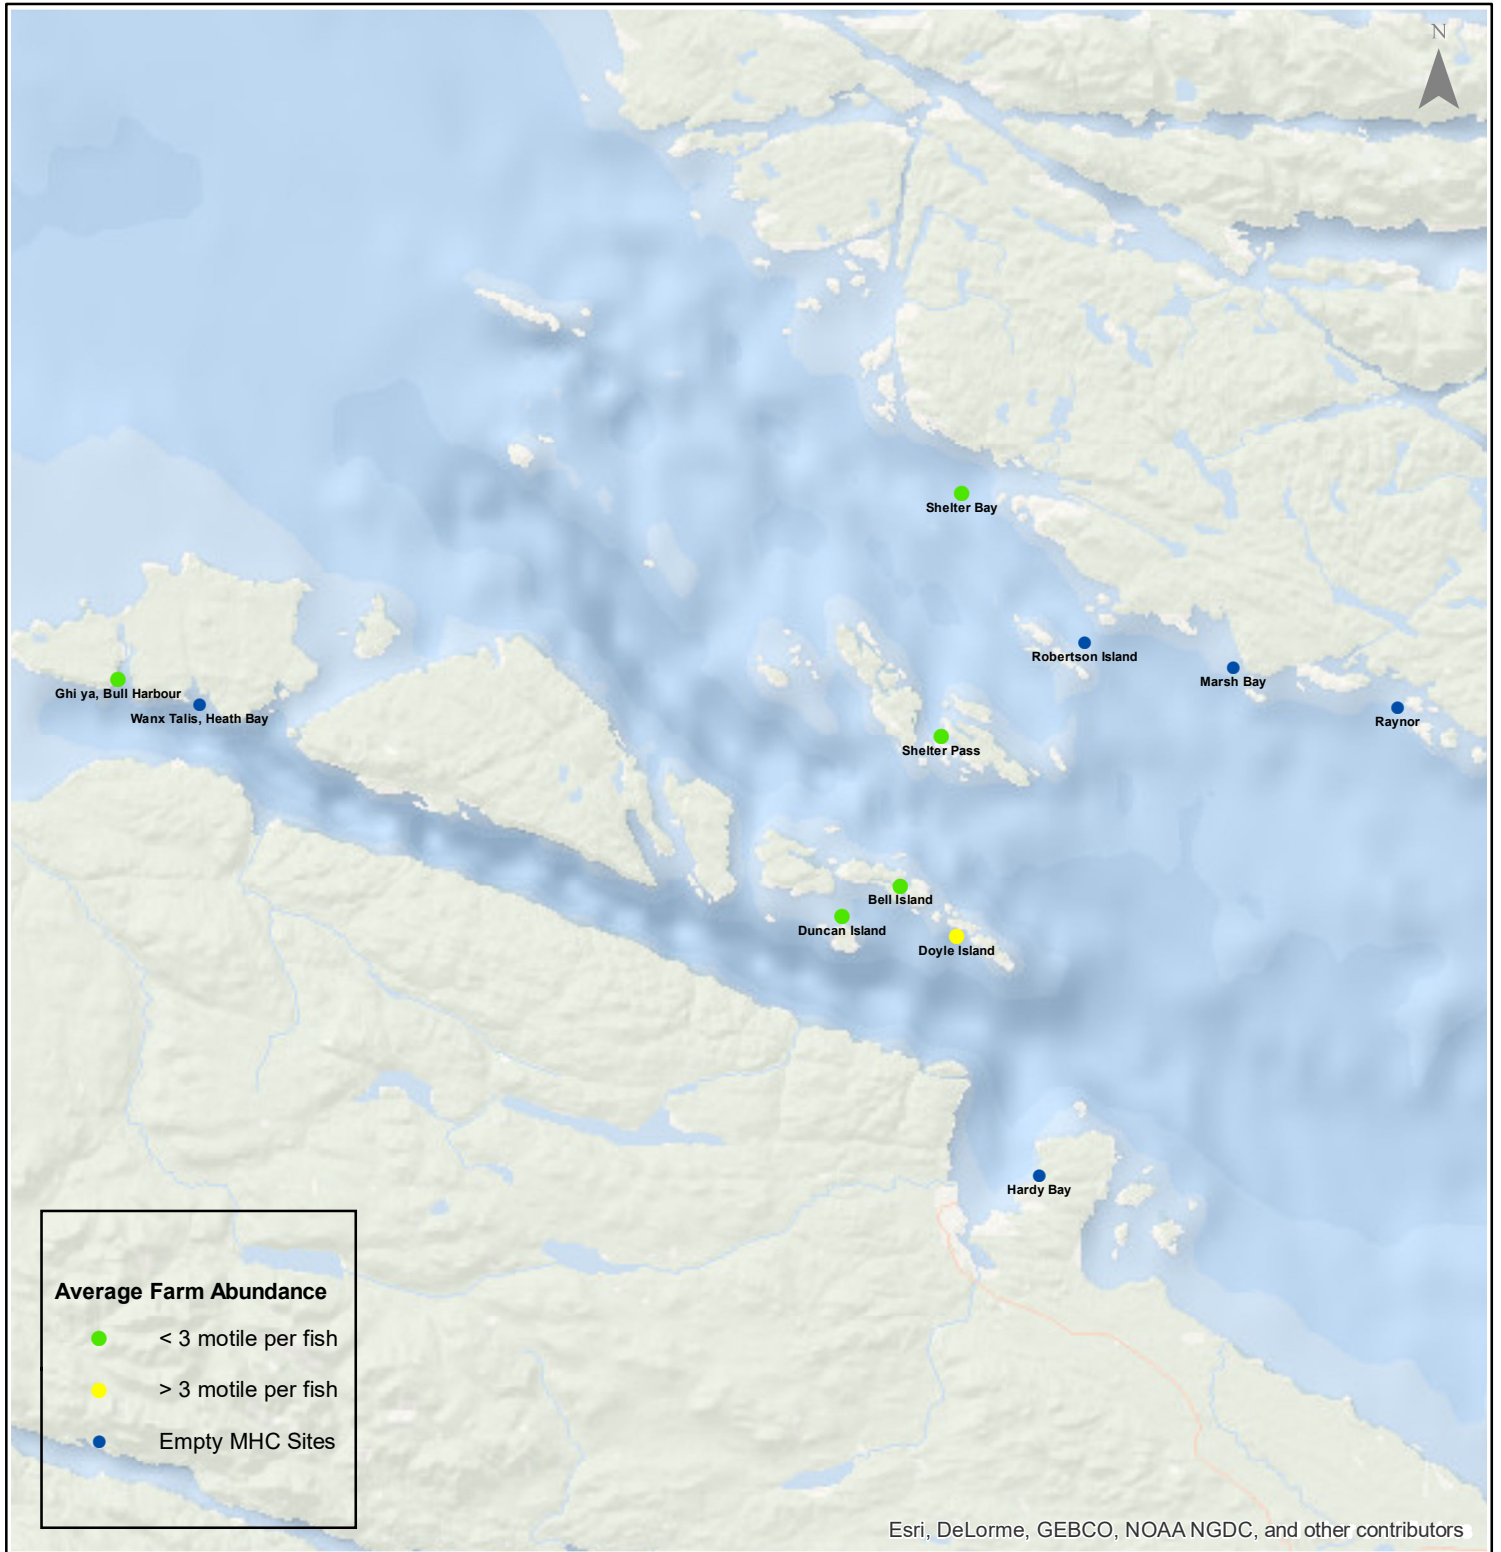 N
Shelter Bay
Robertson Island
Marsh Bay
Ghi ya, Bull Harbour
Wanx Talis, Heath Bay
Raynor
Shelter Pass
Bell Island
Duncan Island
Doyle Island
Hardy Bay
Average Farm Abundance
< 3 motile per fish
> 3 motile per fish
Empty MHC Sites
Esri, DeLorme, GEBCO, NOAA NGDC, and other contributors